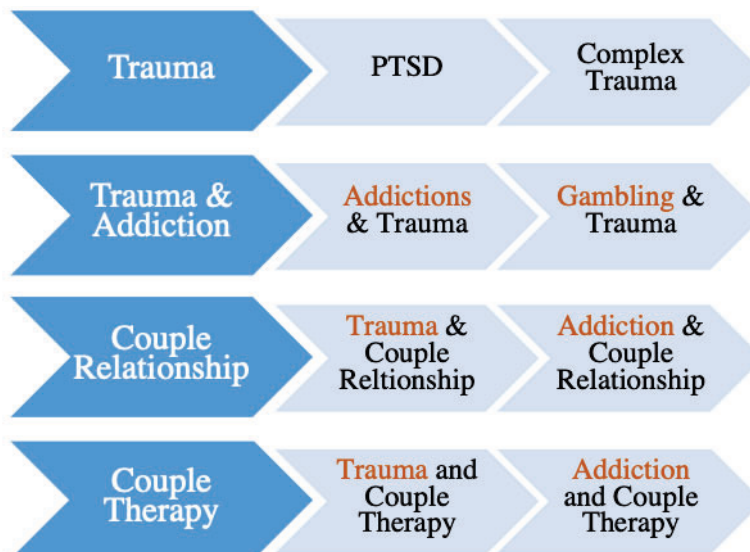 Trauma
PTSD
Complex
Trauma
Trauma &
Addiction
Addictions
& Trauma
Gambling &
Trauma
Couple
Relationship
Trauma &
Couple
Reltionship
Addiction &
Couple
Relationship
Couple
Therapy
Trauma and
Couple
Therapy
Addiction
and Couple
Therapy